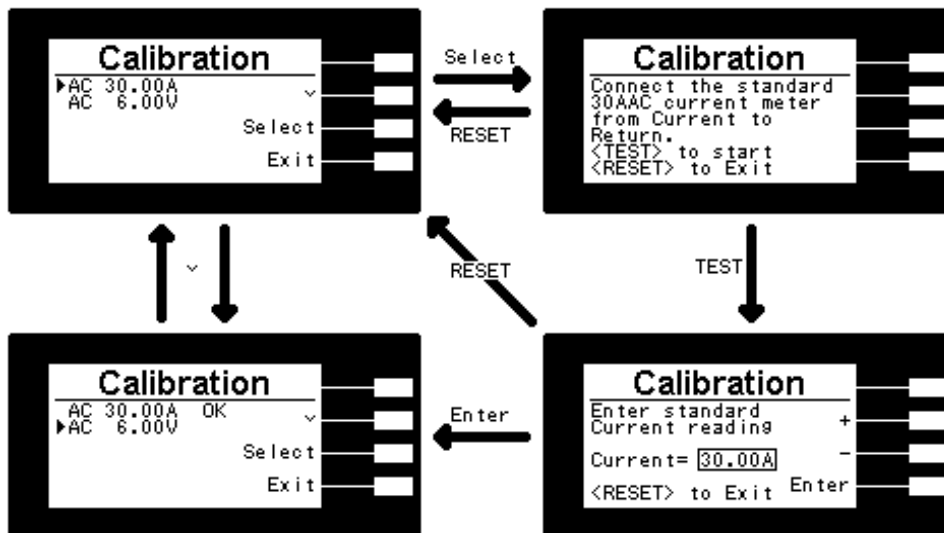 Calibration
▶AC 30.00A
AC 6.00V
˅
Select
Exit
Select
RESET
Calibration
Connect the standard
30AAC current meter
from Current to
Return.
<TEST> to start
<RESET> to Exit
˅
RESET
TEST
Calibration
AC 30.00A OK
▶AC 6.00V
˅
Select
Exit
Enter
Calibration
Enter standard
Current reading
+
Current= 30.00A
-
<RESET> to Exit
Enter